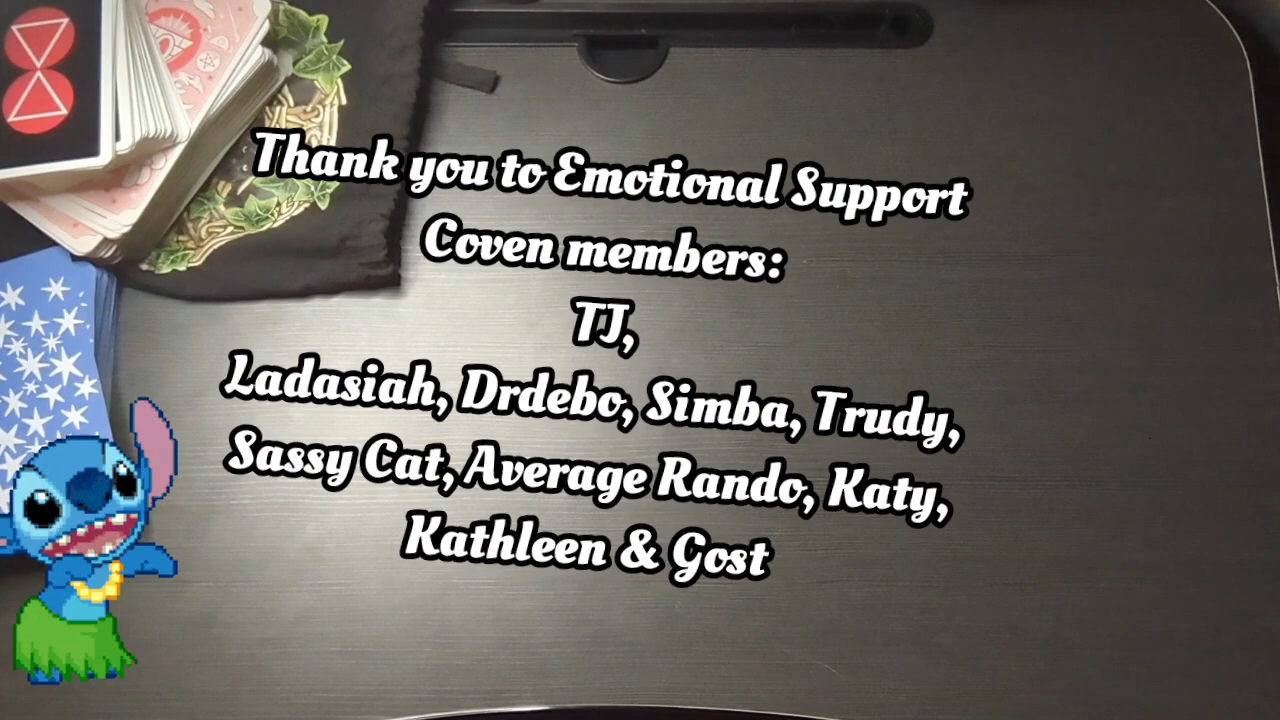 Thank you to Emotional Support
Coven members:
TJ,
Ladasiah, Drdebo, Simba, Trudy,
Sassy Cat, Average Rando, Katy,
Kathleen & Gost